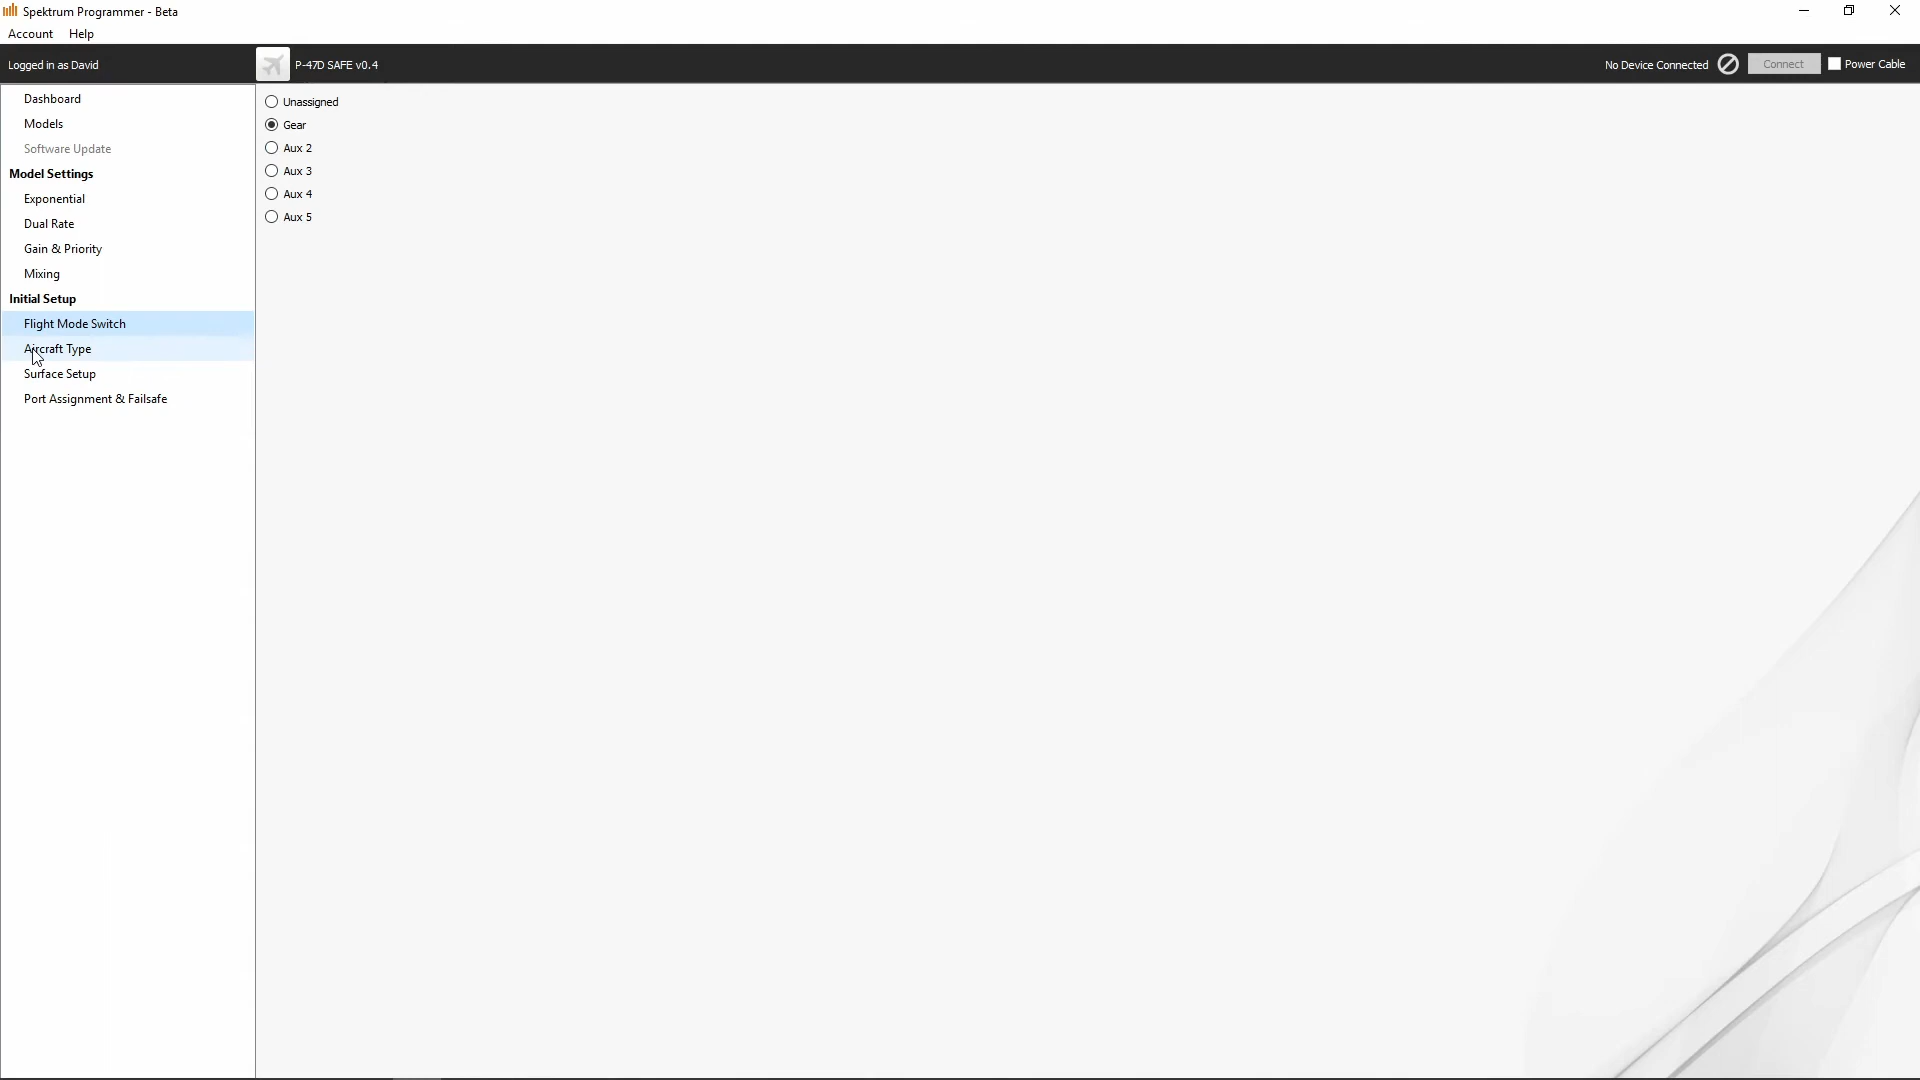 Spektrum Programmer - Beta
Account Help
Logged in as David
P-47D SAFE v0.4
No Device Connected Connect Power Cable
Dashboard
Models
Software Update
Model Settings
Exponential
Dual Rate
Gain & Priority
Mixing
Initial Setup
Flight Mode Switch
Aircraft Type
Surface Setup
Port Assignment & Failsafe
Unassigned
Gear
Aux 2
Aux 3
Aux 4
Aux 5